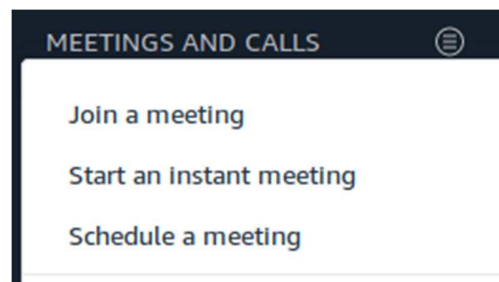 MEETINGS AND CALLS
Join a meeting
Start an instant meeting
Schedule a meeting